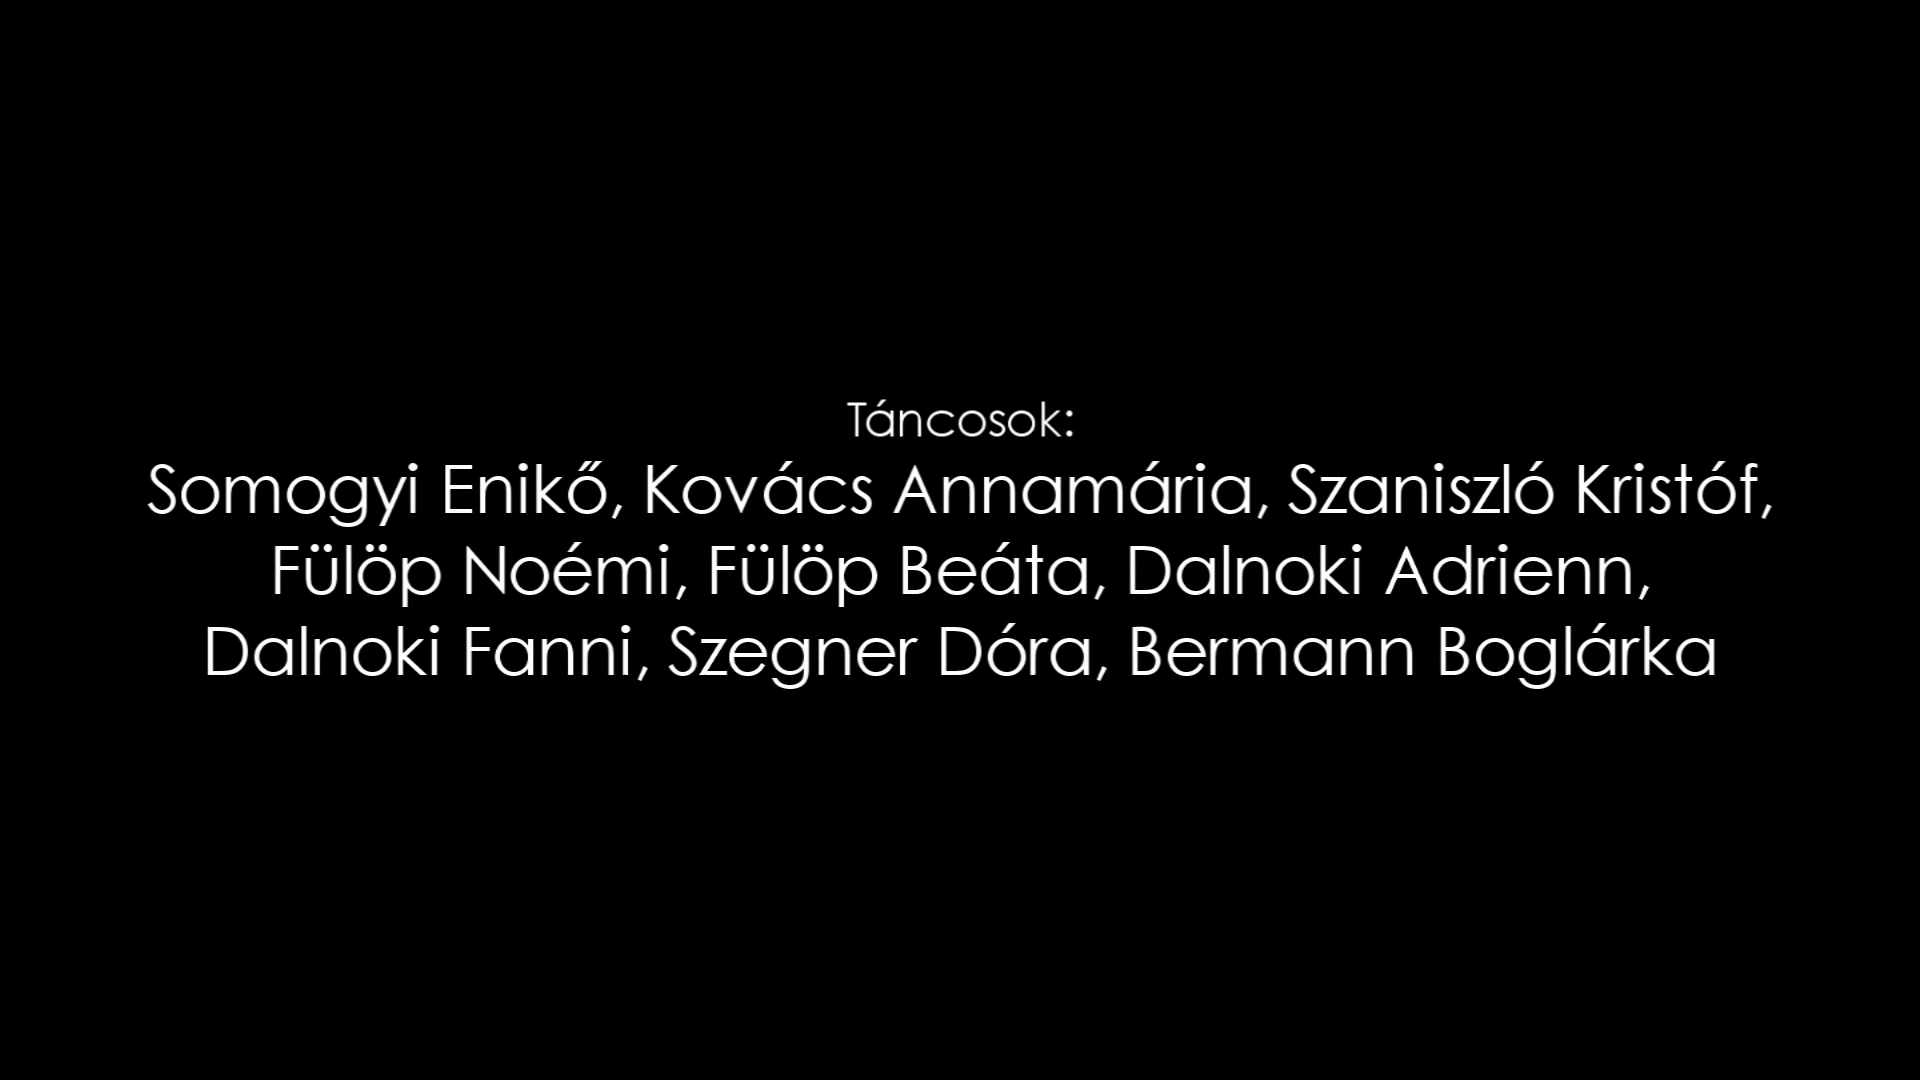 Táncosok:
Somogyi Enikő, Kovács Annamária, Szaniszló Kristóf,
Fülöp Noémi, Fülöp Beáta, Dalnoki Adrienn,
Dalnoki Fanni, Szegner Dóra, Bermann Boglárka